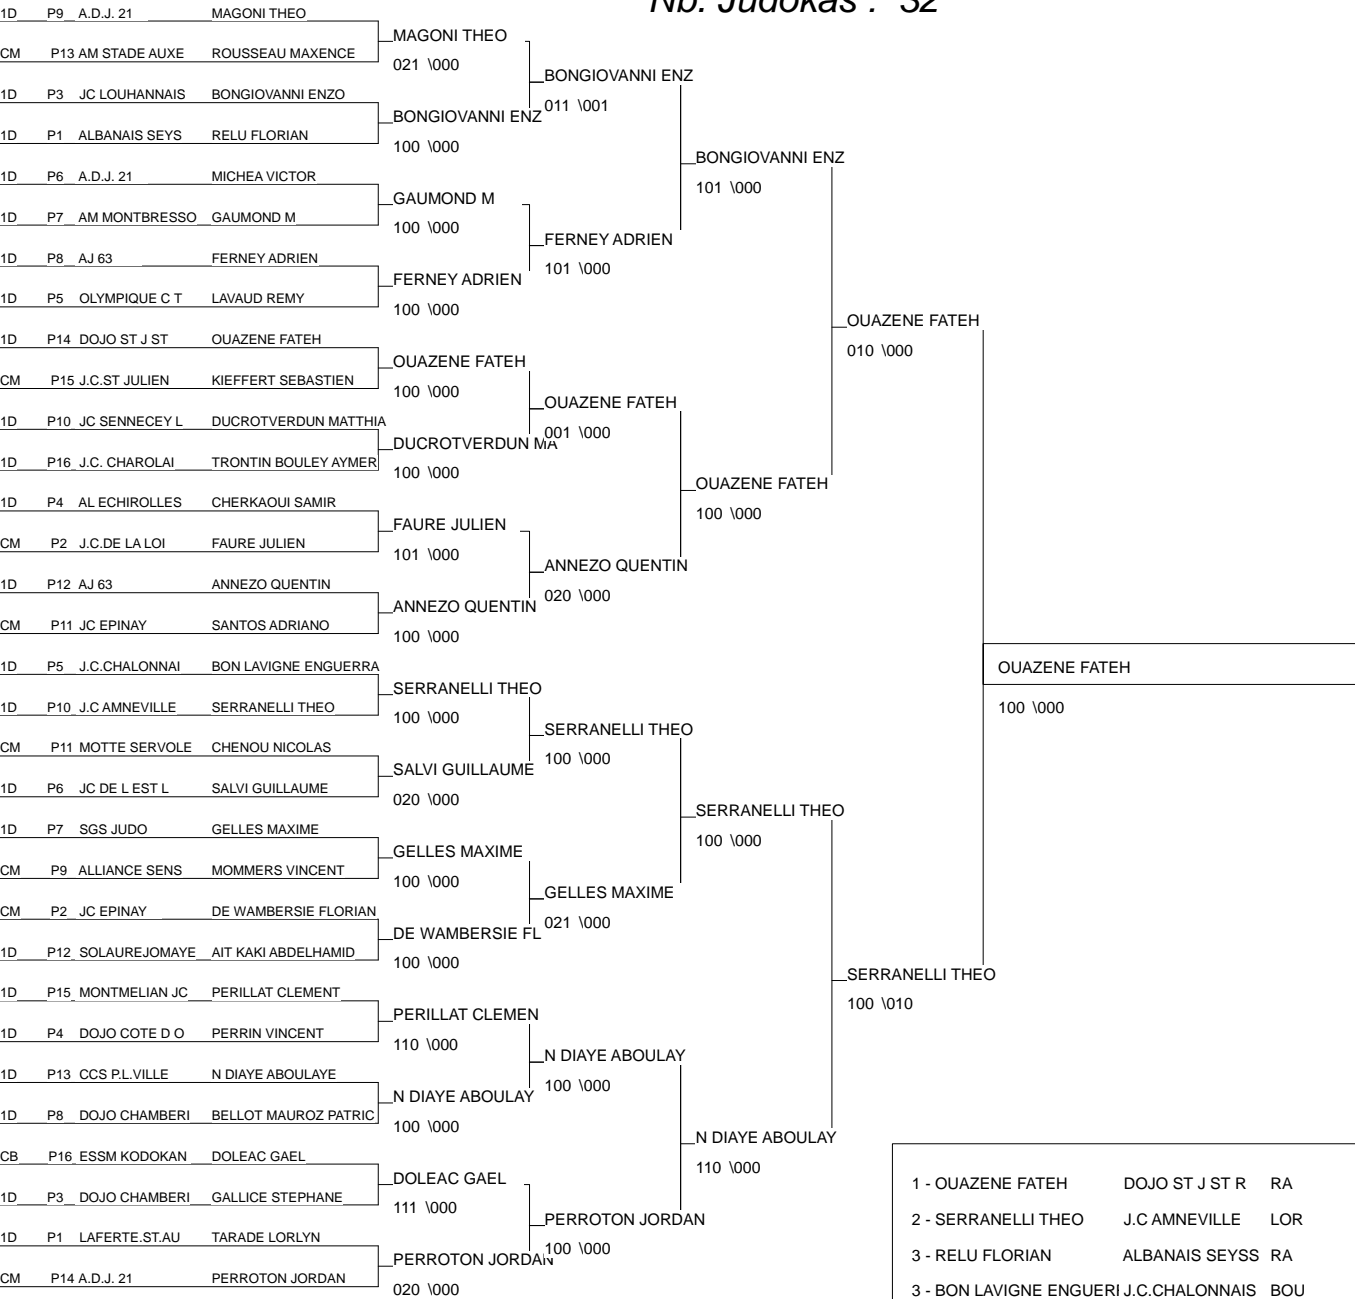 Nb. Judokas : 32
1D P9 A.D.J. 21 MAGONI THEO
CM P13 AM STADE AUXE ROUSSEAU MAXENCE
1D P3 JC LOUHANNAIS BONGIOVANNI ENZO
1D P1 ALBANAIS SEYS RELU FLORIAN
1D P6 A.D.J. 21 MICHEA VICTOR
1D P7 AM MONTBRESSO GAUMOND M
1D P8 AJ 63 FERNEY ADRIEN
1D P5 OLYMPIQUE C T LAVAUD REMY
1D P14 DOJO ST J ST OUAZENE FATEH
CM P15 J.C.ST JULIEN KIEFFERT SEBASTIEN
1D P10 JC SENNECEY L DUCROTVERDUN MATTHIA
1D P16 J.C. CHAROLAI TRONTIN BOULEY AYMER
1D P4 AL ECHIROLLES CHERKAOUI SAMIR
CM P2 J.C.DE LA LOI FAURE JULIEN
1D P12 AJ 63 ANNEZO QUENTIN
CM P11 JC EPINAY SANTOS ADRIANO
1D P5 J.C.CHALONNAI BON LAVIGNE ENGUERRA
1D P10 J.C AMNEVILLE SERRANELLI THEO
CM P11 MOTTE SERVOLE CHENOU NICOLAS
1D P6 JC DE L EST L SALVI GUILLAUME
1D P7 SGS JUDO GELLES MAXIME
CM P9 ALLIANCE SENS MOMMERS VINCENT
CM P2 JC EPINAY DE WAMBERSIE FLORIAN
1D P12 SOLAUREJOMAYE AIT KAKI ABDELHAMID
1D P15 MONTMELIAN JC PERILLAT CLEMENT
1D P4 DOJO COTE D O PERRIN VINCENT
1D P13 CCS P.L.VILLE N DIAYE ABOULAYE
1D P8 DOJO CHAMBERI BELLOT MAUROZ PATRIC
CB P16 ESSM KODOKAN DOLEAC GAEL
1D P3 DOJO CHAMBERI GALLICE STEPHANE
1D P1 LAFERTE.ST.AU TARADE LORLYN
CM P14 A.D.J. 21 PERROTON JORDAN
MAGONI THEO
021 \000
BONGIOVANNI ENZ
100 \000
GAUMOND M
100 \000
FERNEY ADRIEN
100 \000
OUAZENE FATEH
100 \000
DUCROTVERDUN MA
100 \000
FAURE JULIEN
101 \000
ANNEZO QUENTIN
100 \000
SERRANELLI THEO
100 \000
SALVI GUILLAUME
020 \000
GELLES MAXIME
100 \000
DE WAMBERSIE FL
100 \000
PERILLAT CLEMEN
110 \000
N DIAYE ABOULAY
100 \000
DOLEAC GAEL
111 \000
PERROTON JORDAN
020 \000
BONGIOVANNI ENZ
011 \001
FERNEY ADRIEN
101 \000
OUAZENE FATEH
001 \000
ANNEZO QUENTIN
020 \000
SERRANELLI THEO
100 \000
GELLES MAXIME
021 \000
N DIAYE ABOULAY
100 \000
PERROTON JORDAN
100 \000
BONGIOVANNI ENZ
101 \000
OUAZENE FATEH
100 \000
SERRANELLI THEO
100 \000
N DIAYE ABOULAY
110 \000
OUAZENE FATEH
010 \000
SERRANELLI THEO
100 \010
OUAZENE FATEH
100 \000
1 - OUAZENE FATEH DOJO ST J ST R RA
2 - SERRANELLI THEO J.C AMNEVILLE LOR
3 - RELU FLORIAN ALBANAIS SEYSS RA
3 - BON LAVIGNE ENGUERI J.C.CHALONNAIS BOU